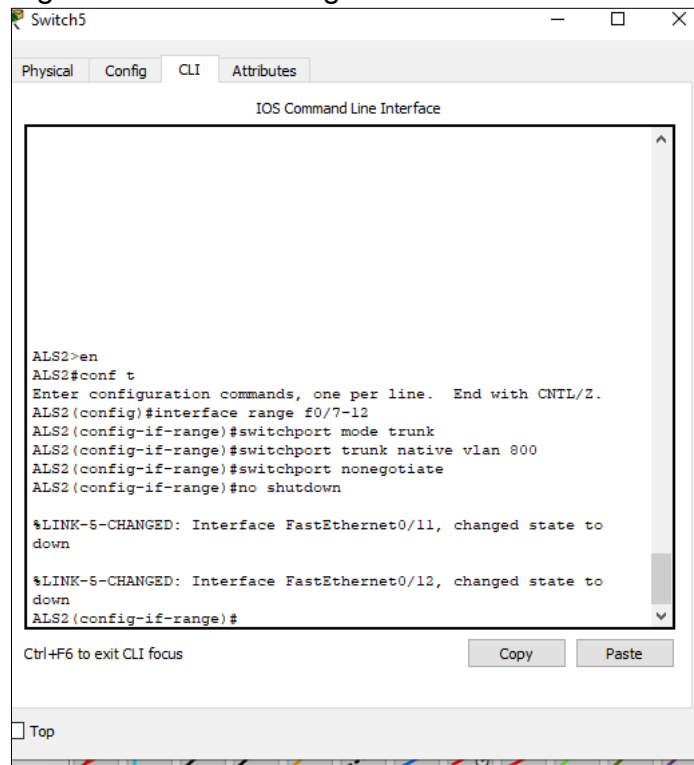 Switch5
Physical Config CLI Attributes
IOS Command Line Interface
ALS2>en
ALS2#conf t
Enter configuration commands, one per line.  End with CNTL/Z.
ALS2(config)#interface range f0/7-12
ALS2(config-if-range)#switchport mode trunk
ALS2(config-if-range)#switchport trunk native vlan 800
ALS2(config-if-range)#switchport nonegotiate
ALS2(config-if-range)#no shutdown
%LINK-5-CHANGED: Interface FastEthernet0/11, changed state to
down
%LINK-5-CHANGED: Interface FastEthernet0/12, changed state to
down
ALS2(config-if-range)#
Ctrl+F6 to exit CLI focus
Copy Paste
Top